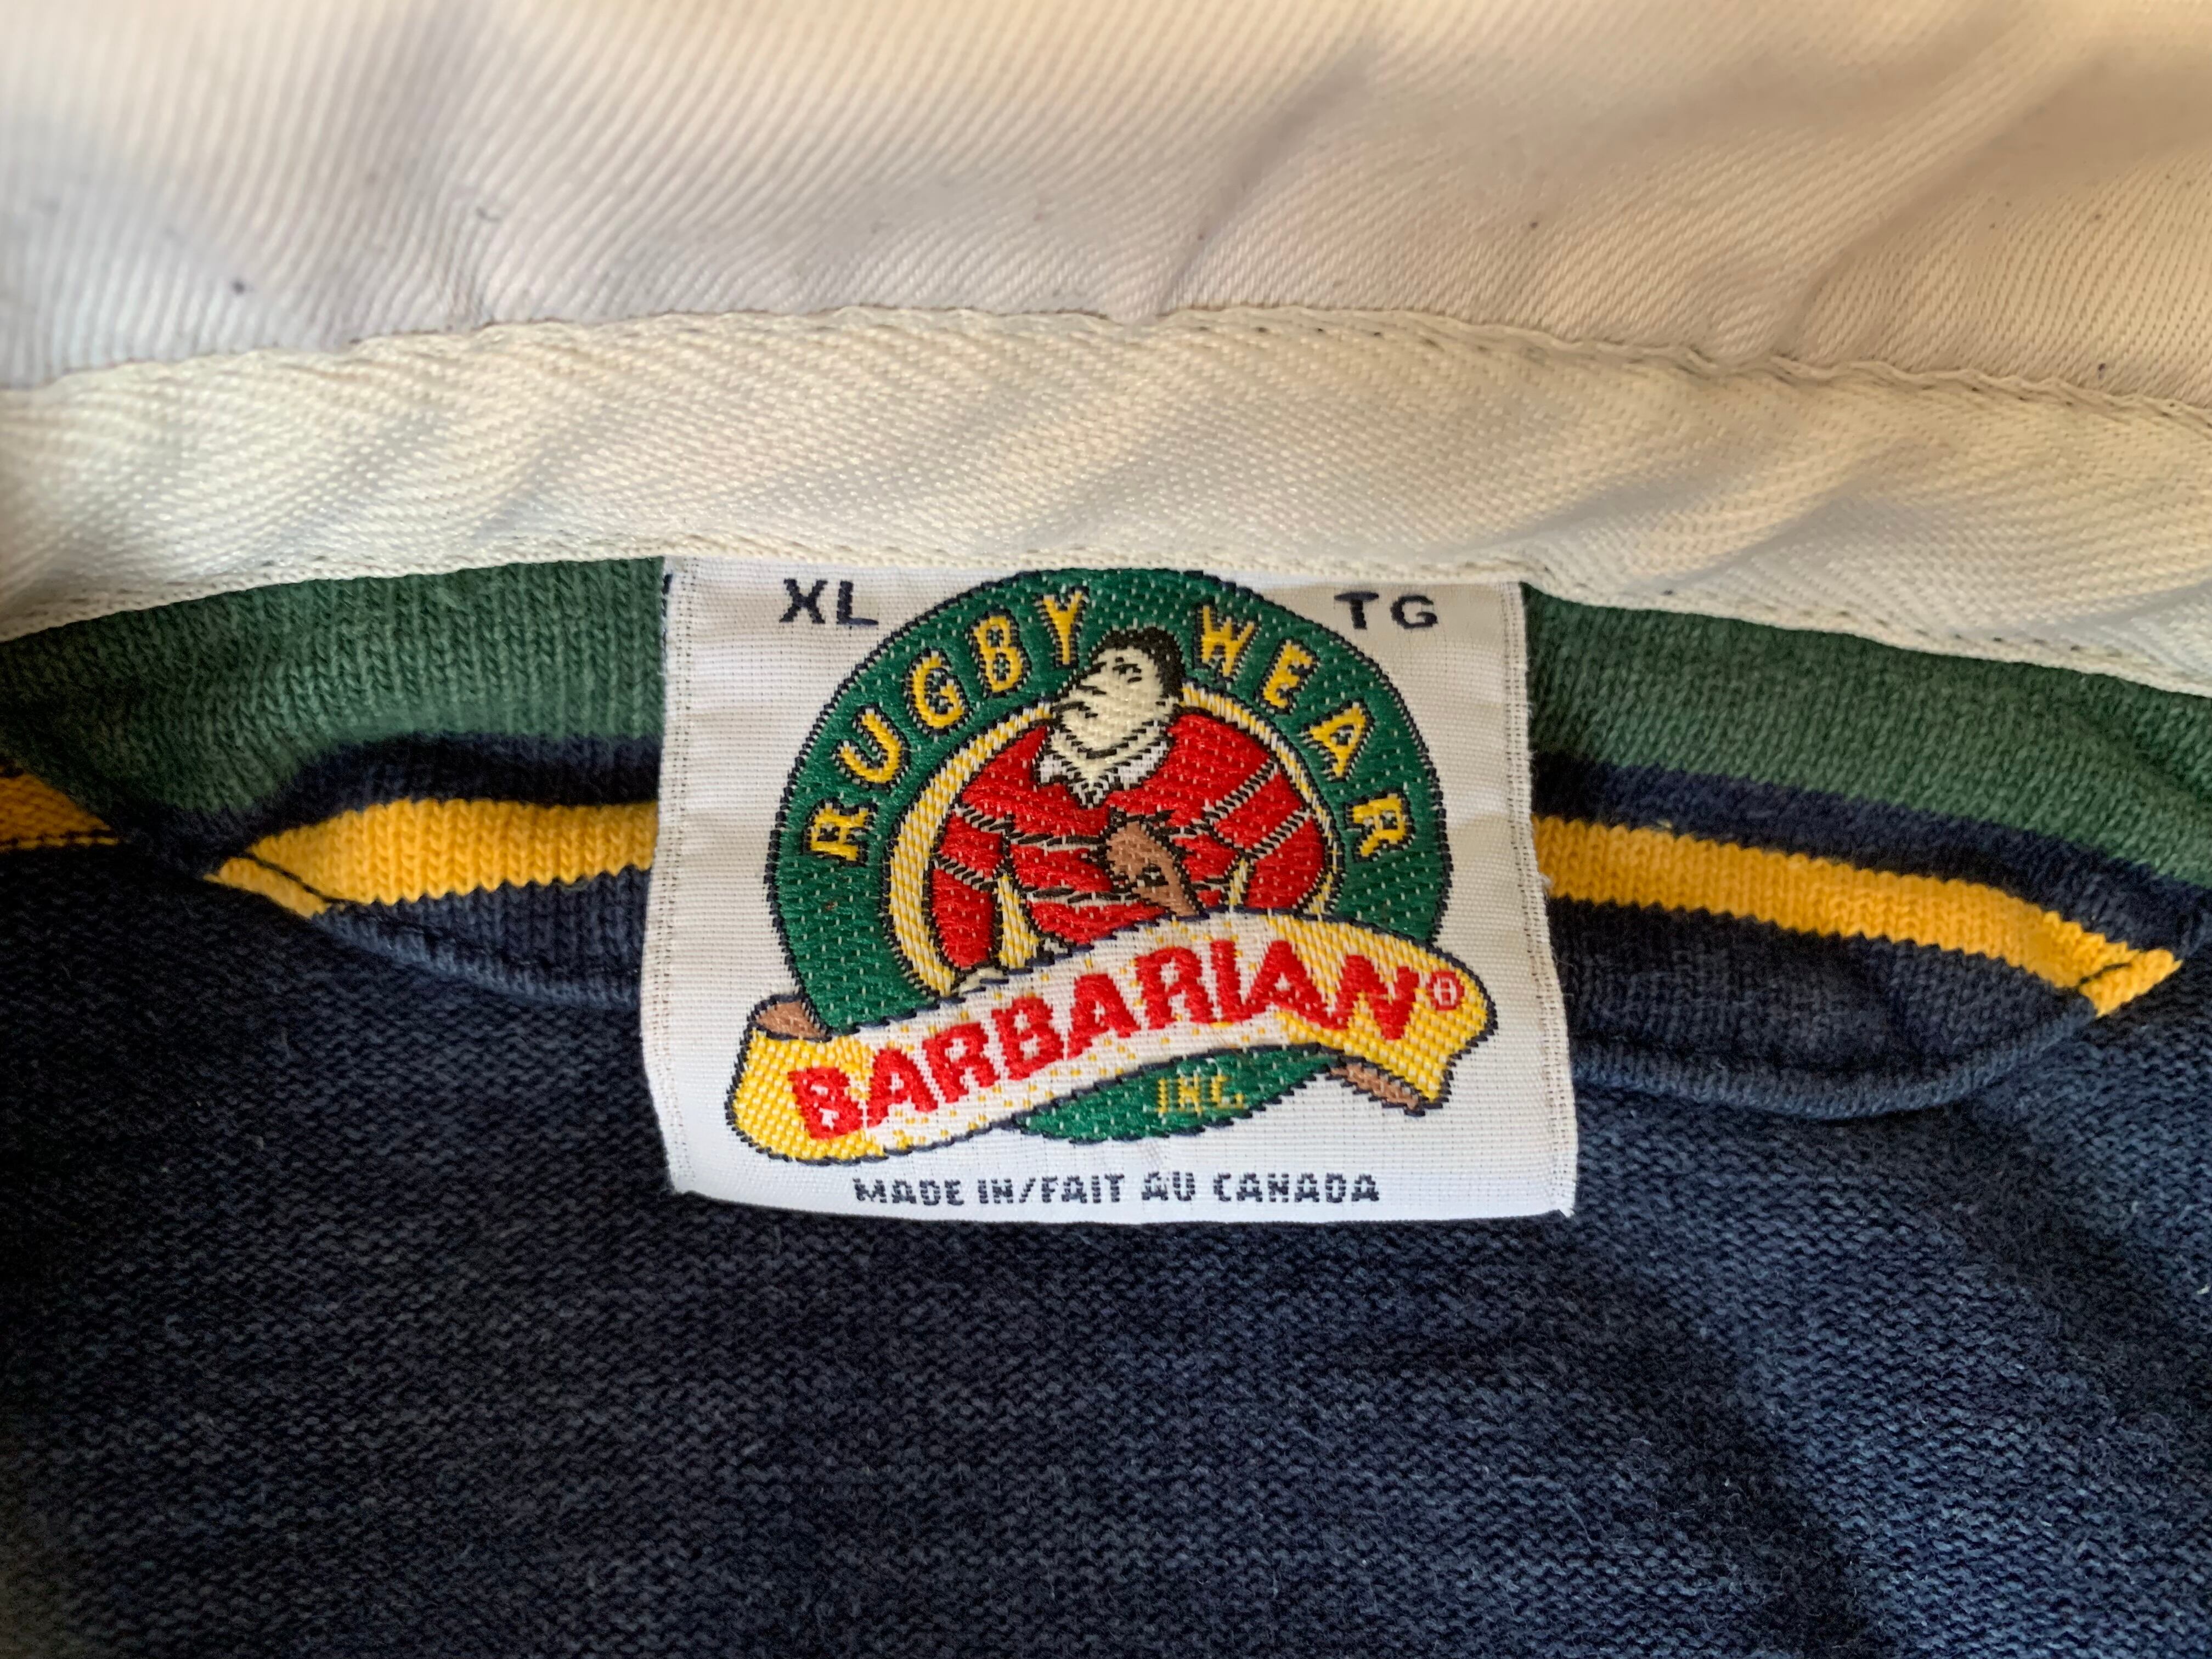 XL TG
RUGBY WEAR
BARBARIAN®
INC.
MADE IN/FAIT AU CANADA